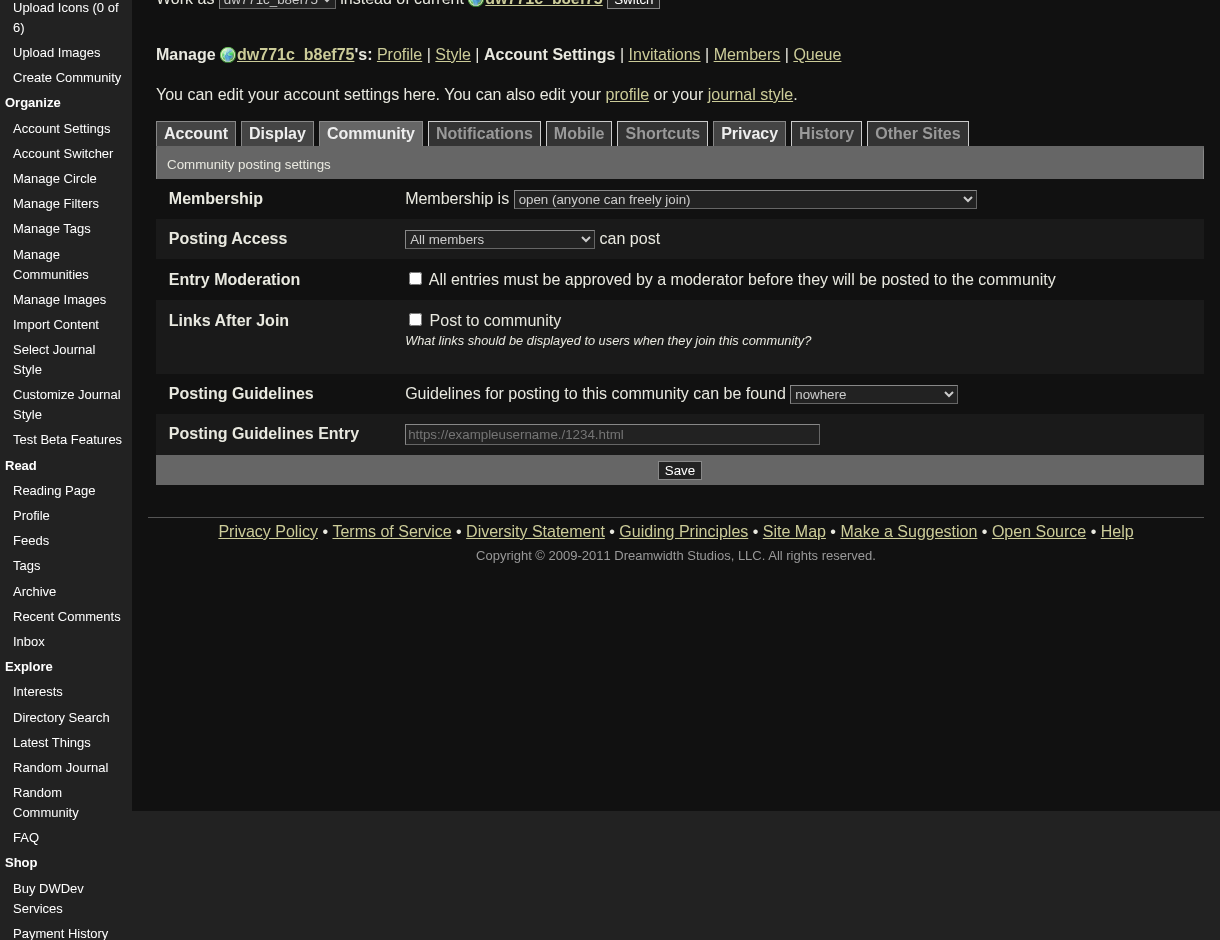 Upload Icons (0 of
6)
Upload Images
Create Community
Organize
Account Settings
Account Switcher
Manage Circle
Manage Filters
Manage Tags
Manage
Communities
Manage Images
Import Content
Select Journal
Style
Customize Journal
Style
Test Beta Features
Read
Reading Page
Profile
Feeds
Tags
Archive
Recent Comments
Inbox
Explore
Interests
Directory Search
Latest Things
Random Journal
Random
Community
FAQ
Shop
Buy DWDev
Services
Payment History
Work as dw771c_b8ef75 instead of current dw771c_b8ef75 Switch
Manage dw771c_b8ef75's: Profile | Style | Account Settings | Invitations | Members | Queue
You can edit your account settings here. You can also edit your profile or your journal style.
Account Display Community Notifications Mobile Shortcuts Privacy History Other Sites
Community posting settings
Membership Membership is open (anyone can freely join)
Posting Access All members can post
Entry Moderation All entries must be approved by a moderator before they will be posted to the community
Links After Join Post to community
What links should be displayed to users when they join this community?
Posting Guidelines Guidelines for posting to this community can be found nowhere
Posting Guidelines Entry https://exampleusername./1234.html
Save
Privacy Policy • Terms of Service • Diversity Statement • Guiding Principles • Site Map • Make a Suggestion • Open Source • Help
Copyright © 2009-2011 Dreamwidth Studios, LLC. All rights reserved.